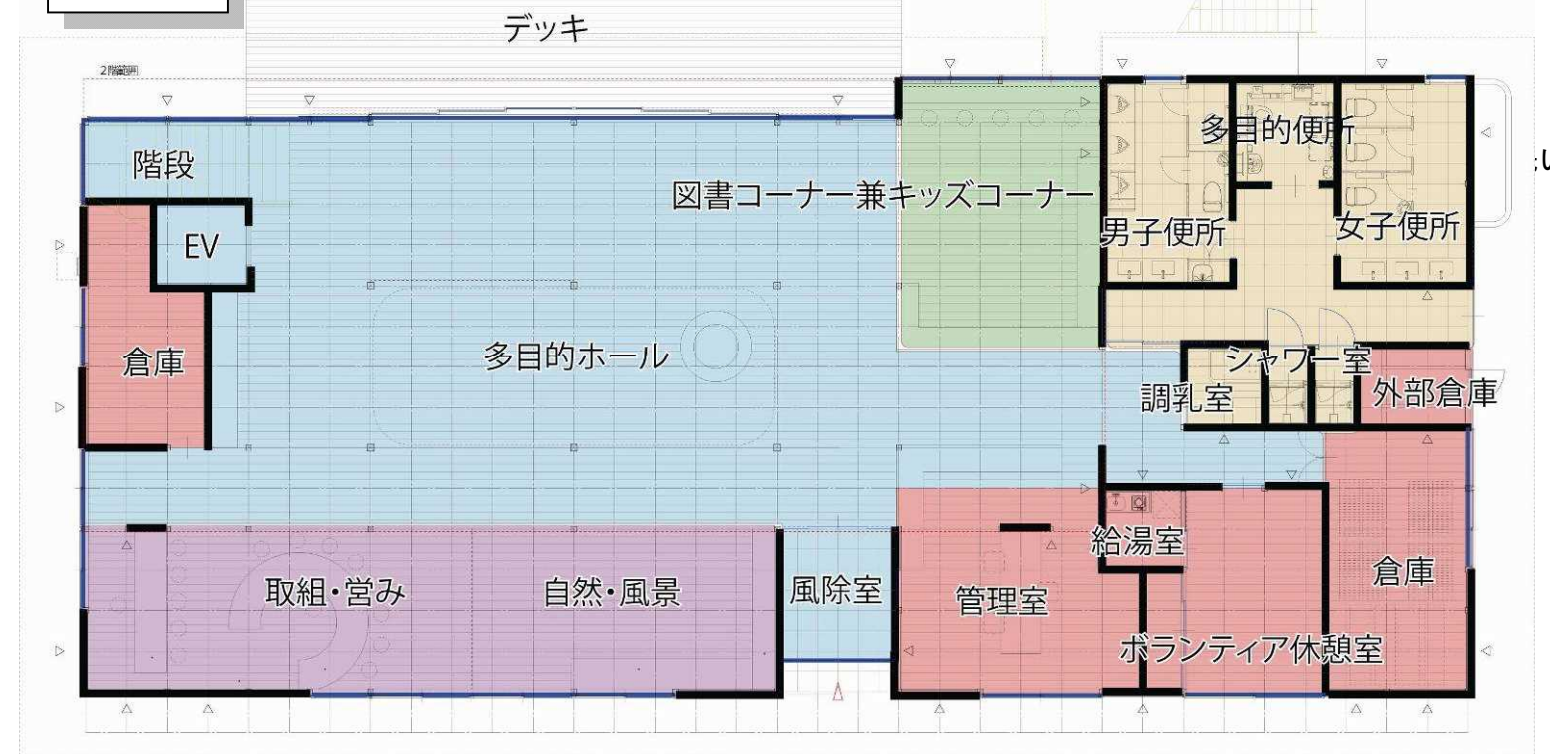 デッキ
2階範囲
階段
多目的便所
図書コーナー兼キッズコーナー
男子便所
女子便所
EV
倉庫
多目的ホール
シャワー室
調乳室
外部倉庫
給湯室
倉庫
取組・営み
自然・風景
風除室
管理室
ボランティア休憩室